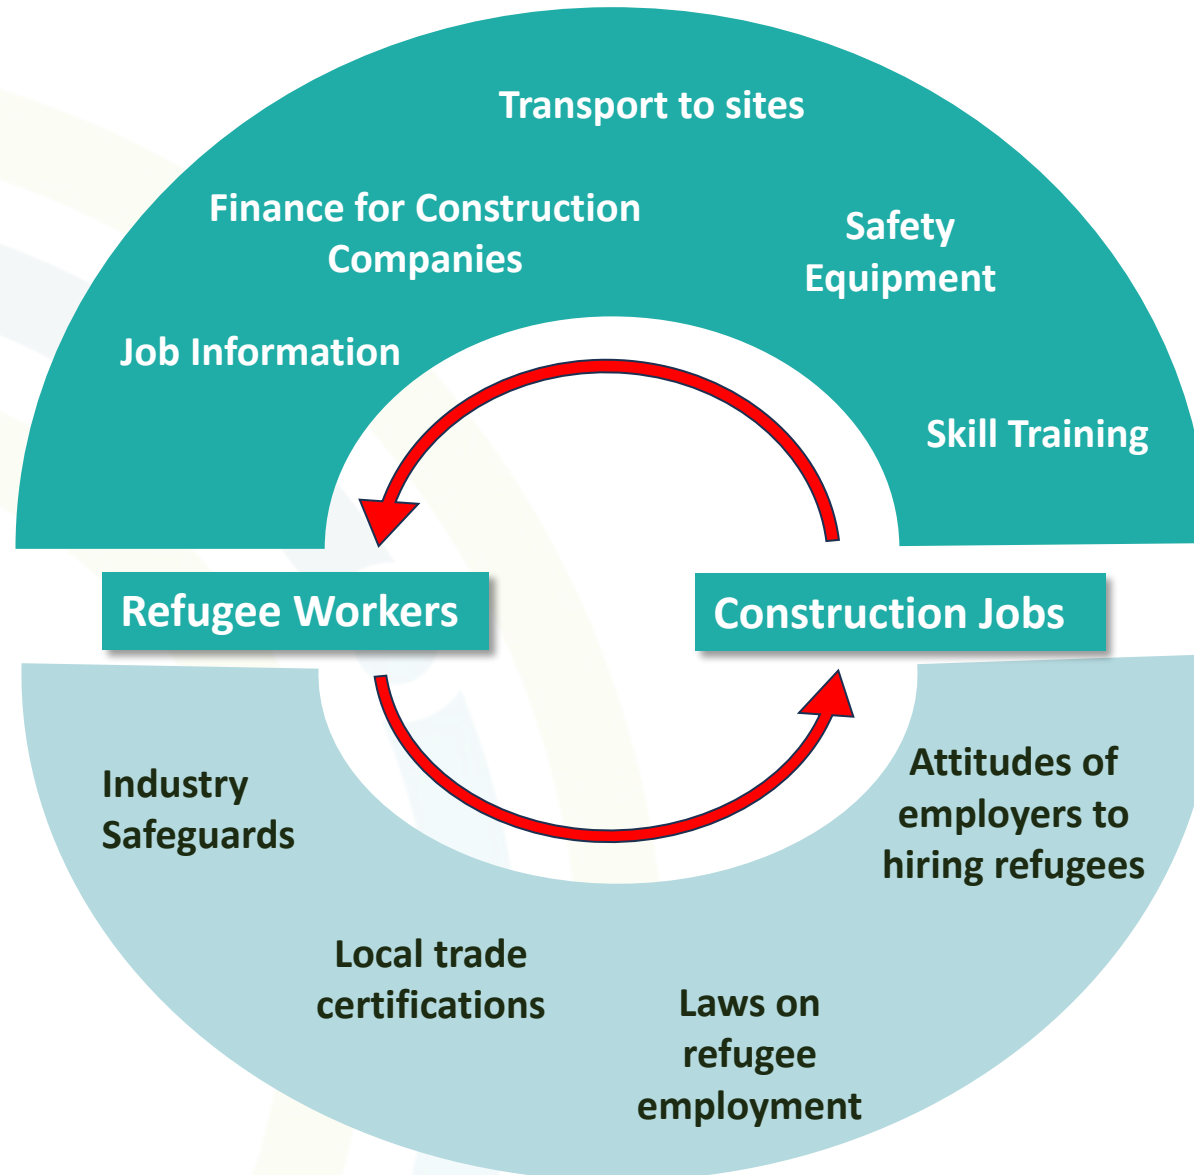 Transport to sites
Finance for Construction
Companies
Safety
Equipment
Job Information
Skill Training
Refugee Workers
Construction Jobs
Industry
Safeguards
Attitudes of
employers to
hiring refugees
Local trade
certifications
Laws on
refugee
employment